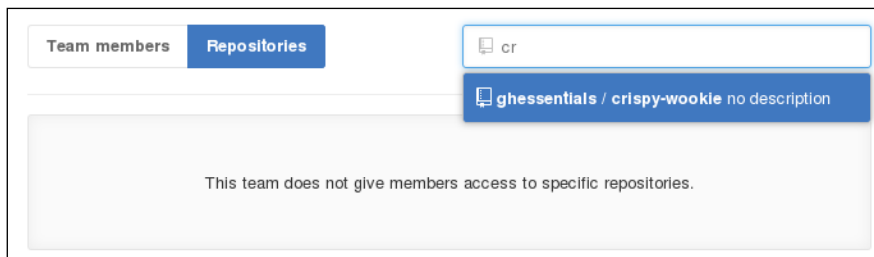 Team members Repositories cr
ghessentials / crispy-wookie no description
This team does not give members access to specific repositories.